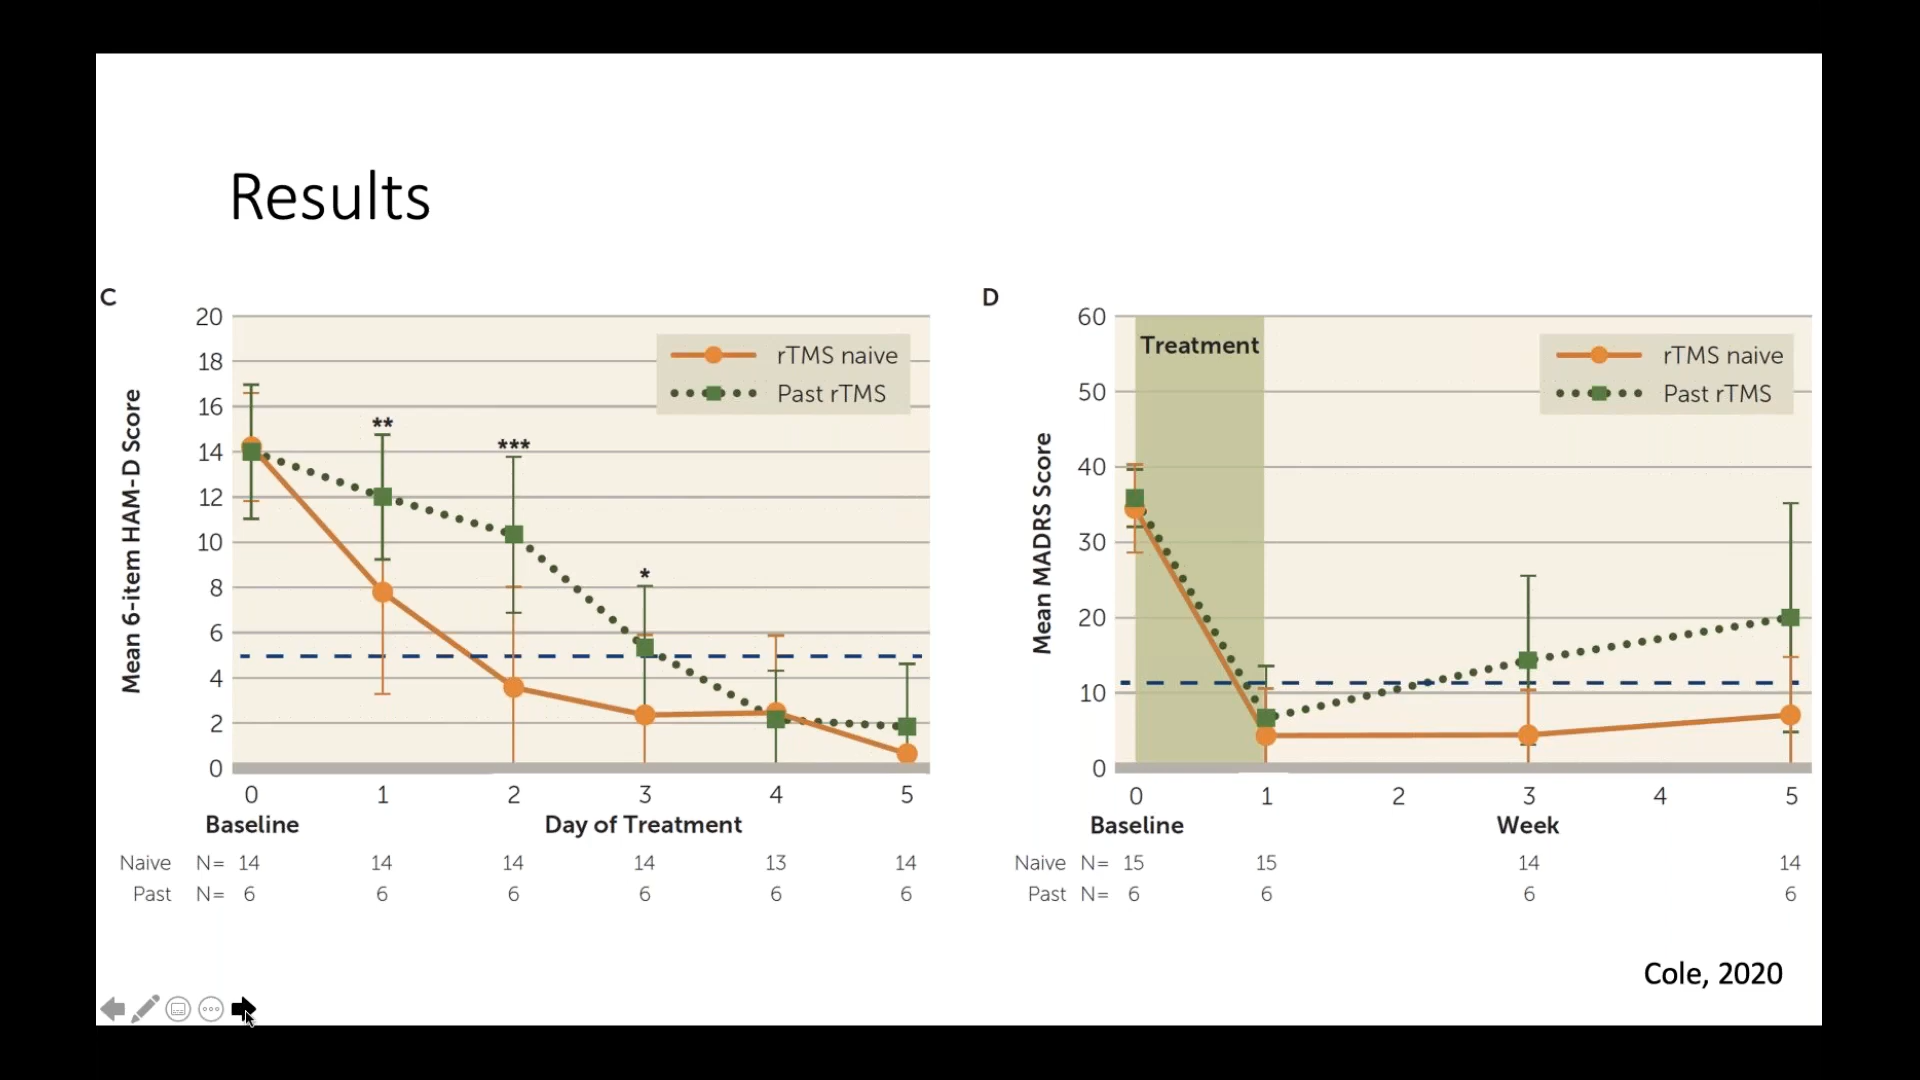 Results
C
Mean 6-item HAM-D Score
20
18
16
14
12
10
8
6
4
2
0
rTMS naive
Past rTMS
**
***
*
0 1 2 3 4 5
Baseline Day of Treatment
Naive N= 14 14 14 14 13 14
Past N= 6 6 6 6 6 6
D
Mean MADRS Score
60
50
40
30
20
10
0
Treatment
rTMS naive
Past rTMS
0 1 2 3 4 5
Baseline Week
Naive N= 15 15 14 14
Past N= 6 6 6 6
Cole, 2020